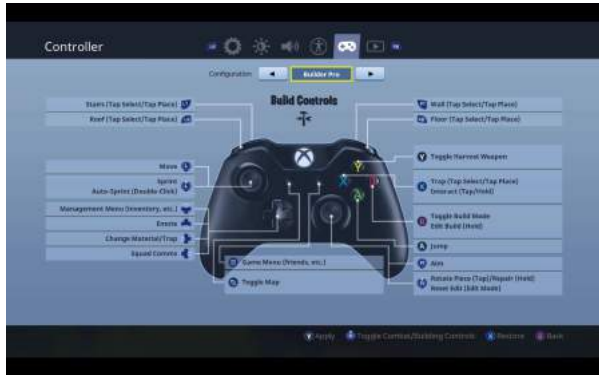 Controller
Configuration
Builder Pro
Build Controls
Stairs (Tap Select/Tap Place)
Roof (Tap Select/Tap Place)
Wall (Tap Select/Tap Place)
Floor (Tap Select/Tap Place)
Move
Sprint
Auto-Sprint (Double-Click)
Management Menu (Inventory, etc.)
Emote
Change Material/Trap
Squad Comms
Game Menu (friends, etc.)
Toggle Map
Toggle Harvest Weapon
Trap (Tap Select/Tap Place)
Interact (Tap/Hold)
Toggle Build Mode
Edit Build (Hold)
Jump
Aim
Rotate Piece (Tap)/Repair (Hold)
Reset Edit (Edit Mode)
Apply
Toggle Combat/Building Controls
Restore
Back